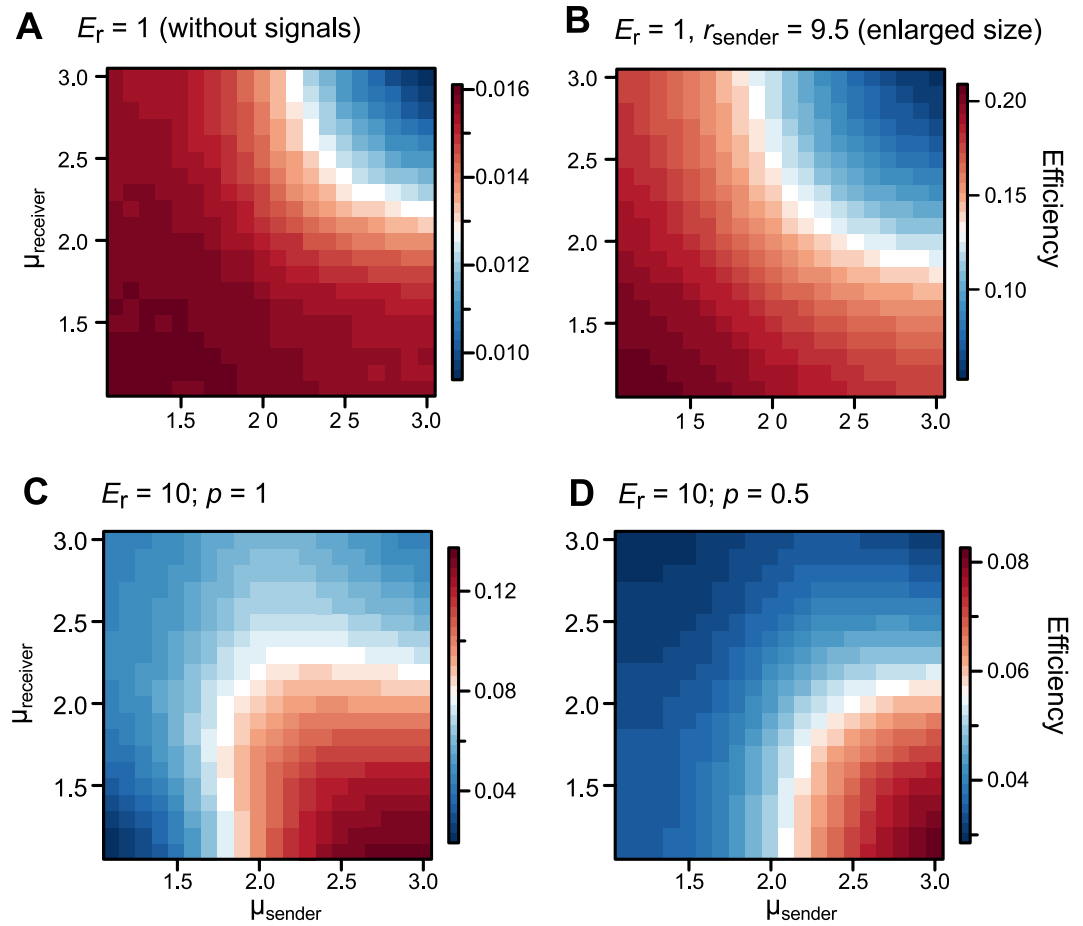 A E_r = 1 (without signals)
3.0
2.5
2.0
1.5
μ_receiver
1.5 2 0 2 5 3.0
0.016
0.014
0.012
0.010
B E_r = 1, r_sender = 9.5 (enlarged size)
3.0
2.5
2.0
1.5
1 5 2 0 2 5 3.0
0.20
0.15
0.10
Efficiency
C E_r = 10; p = 1
3.0
2.5
2.0
1.5
μ_receiver
1.5 2.0 2.5 3.0
μ_sender
0.12
0.08
0.04
D E_r = 10; p = 0.5
3.0
2.5
2.0
1.5
1.5 2.0 2.5 3.0
μ_sender
0.08
0.06
0.04
Efficiency